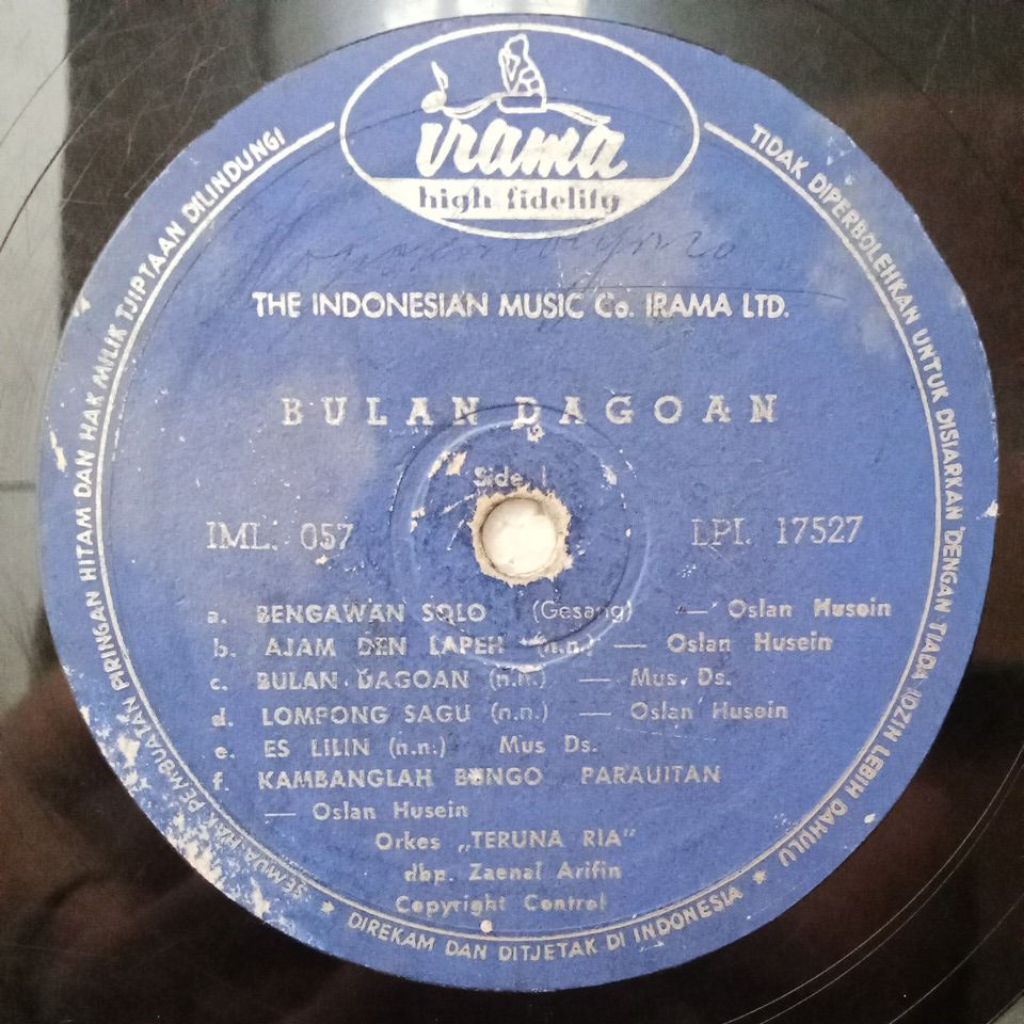 irama
high fidelity
THE INDONESIAN MUSIC Co. IRAMA LTD.
BULAN DAGOAN
Side I
IML. 057
LPI. 17527
a. BENGAWAN SOLO (Gesang) — Oslan Husein
b. AJAM DEN LAPEH (n.n.) — Oslan Husein
c. BULAN DAGOAN (n.n.) — Mus. Ds.
d. LOMPONG SAGU (n.n.) — Oslan Husein
e. ES LILIN (n.n.) Mus Ds.
f. KAMBANGLAH BUNGO PARAUITAN
— Oslan Husein
Orkes „TERUNA RIA"
dbp. Zaenal Arifin
Copyright Control
SEMUA HAK PEMBUATAN PIRINGAN HITAM DAN HAK MILIK TJIPTAAN DILINDUNGI
TIDAK DIPERBOLEHKAN UNTUK DISIARKAN DENGAN TIADA IDZIN LEBIH DAHULU
* DIREKAM DAN DITJETAK DI INDONESIA *